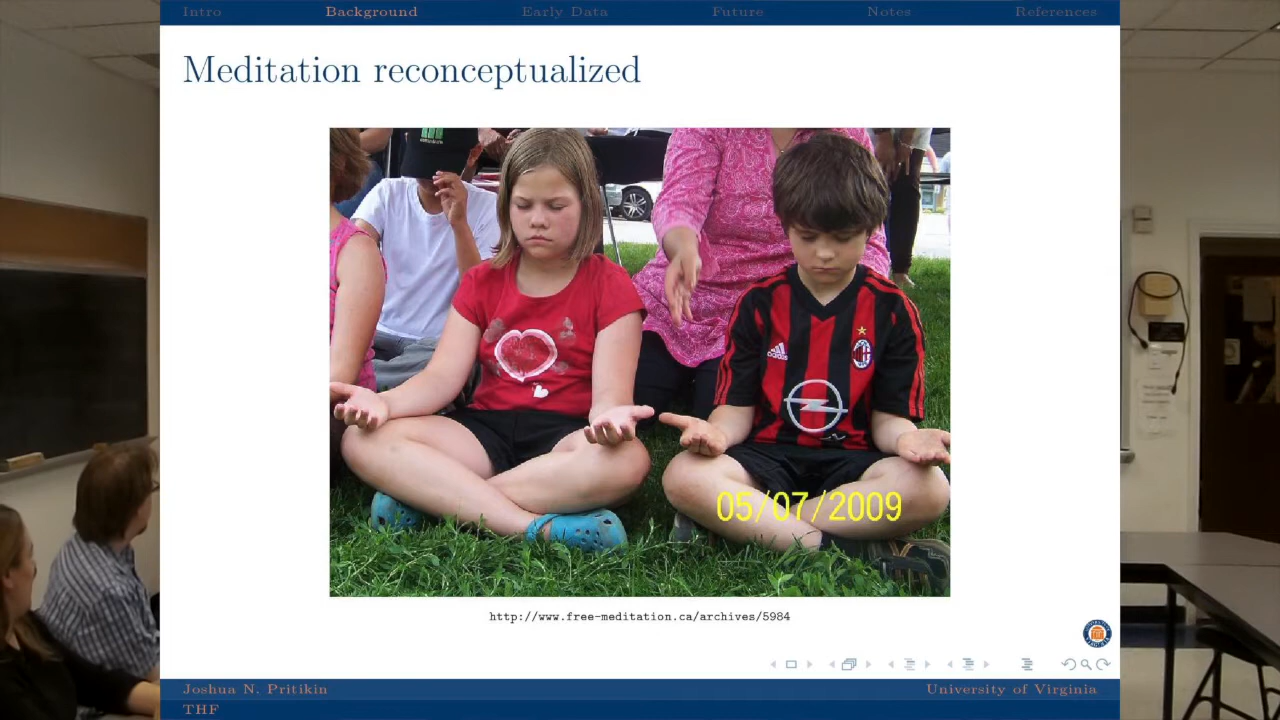 Intro Background Early Data Future Notes References
Meditation reconceptualized
adidas
05/07/2009
http://www.free-meditation.ca/archives/5984
Joshua N. Pritikin University of Virginia
THF